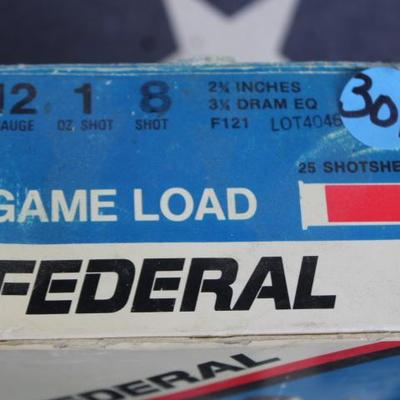 12 1 8 2¾ INCHES
GAUGE OZ SHOT SHOT 3¼ DRAM EQ
F121 LOT4046
30
25 SHOTSHE
GAME LOAD
FEDERAL
FEDERAL